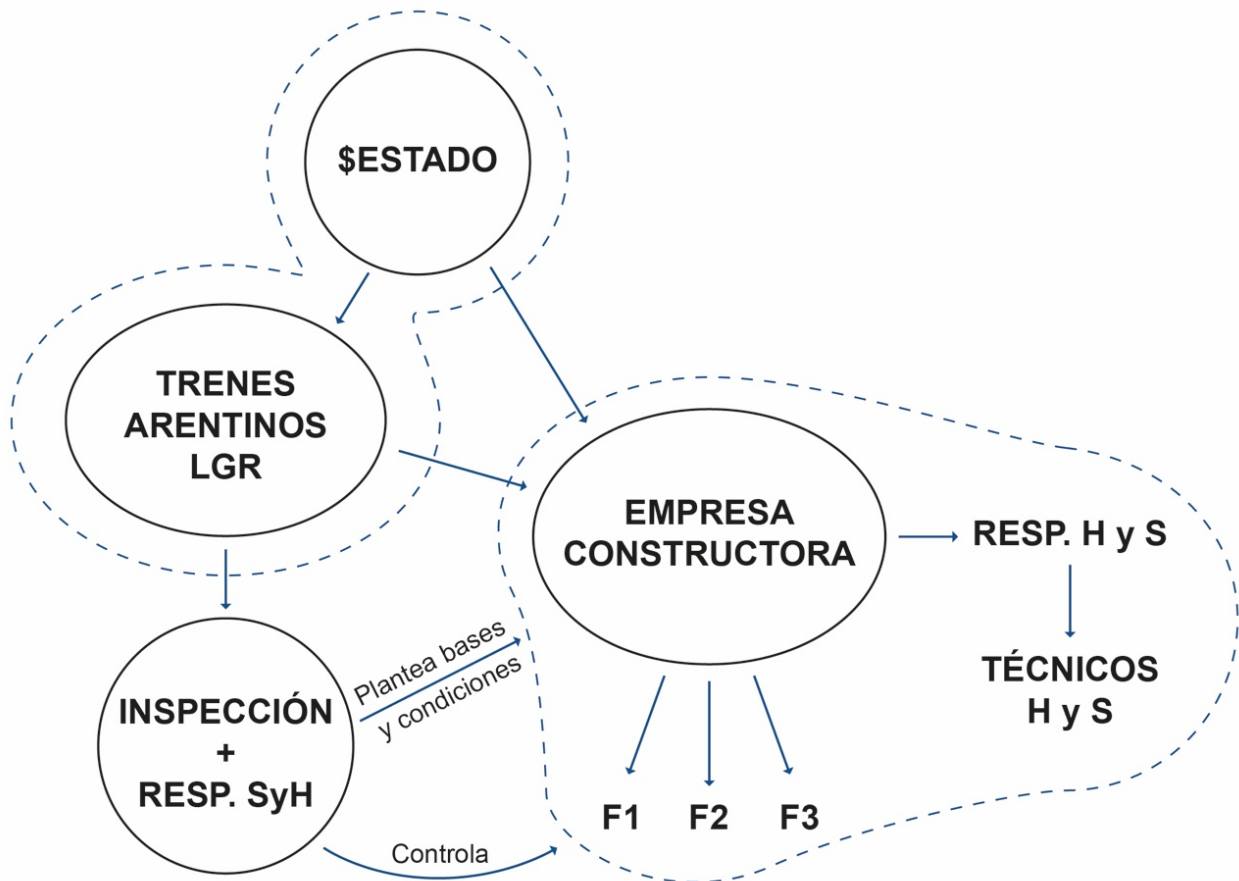 $ESTADO
TRENES
ARENTINOS
LGR
EMPRESA
CONSTRUCTORA
RESP. H y S
TÉCNICOS
H y S
INSPECCIÓN
+
RESP. SyH
Plantea bases
y condiciones
Controla
F1 F2 F3